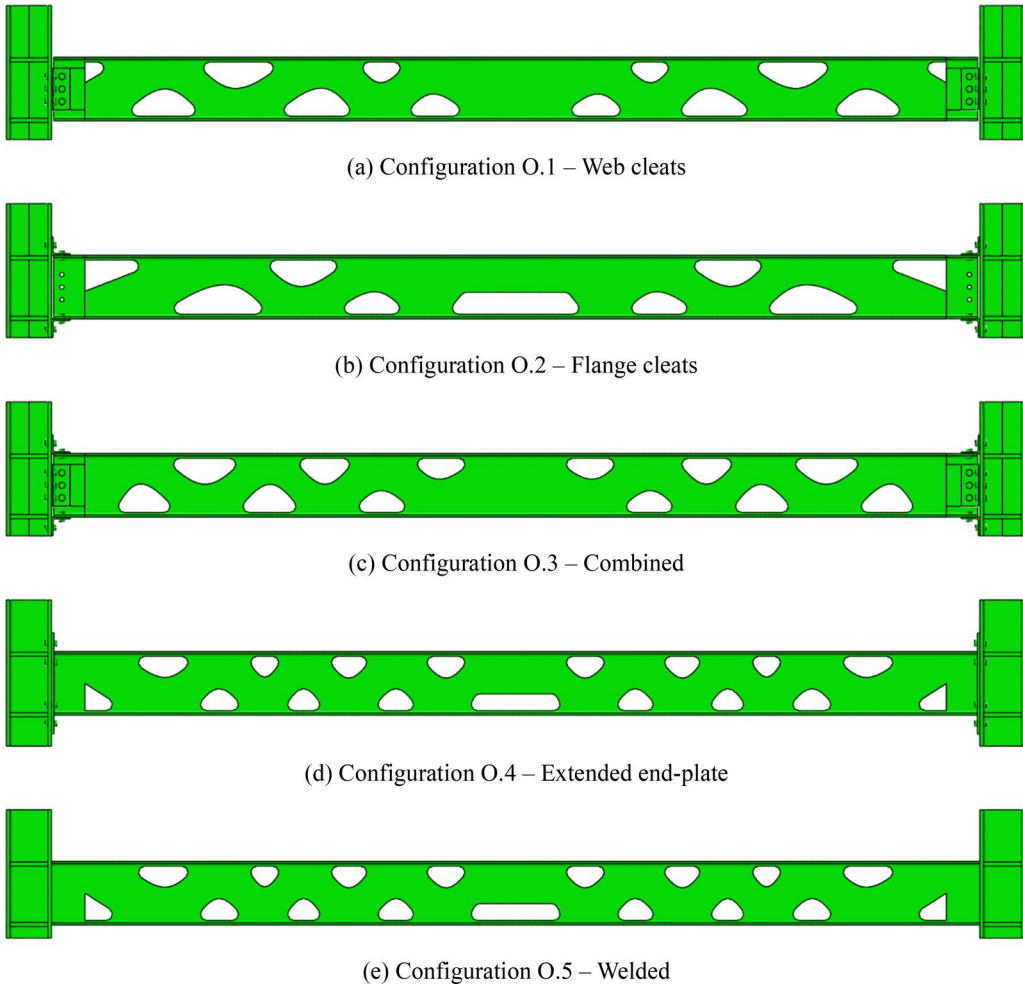 (a) Configuration O.1 – Web cleats
(b) Configuration O.2 – Flange cleats
(c) Configuration O.3 – Combined
(d) Configuration O.4 – Extended end-plate
(e) Configuration O.5 – Welded